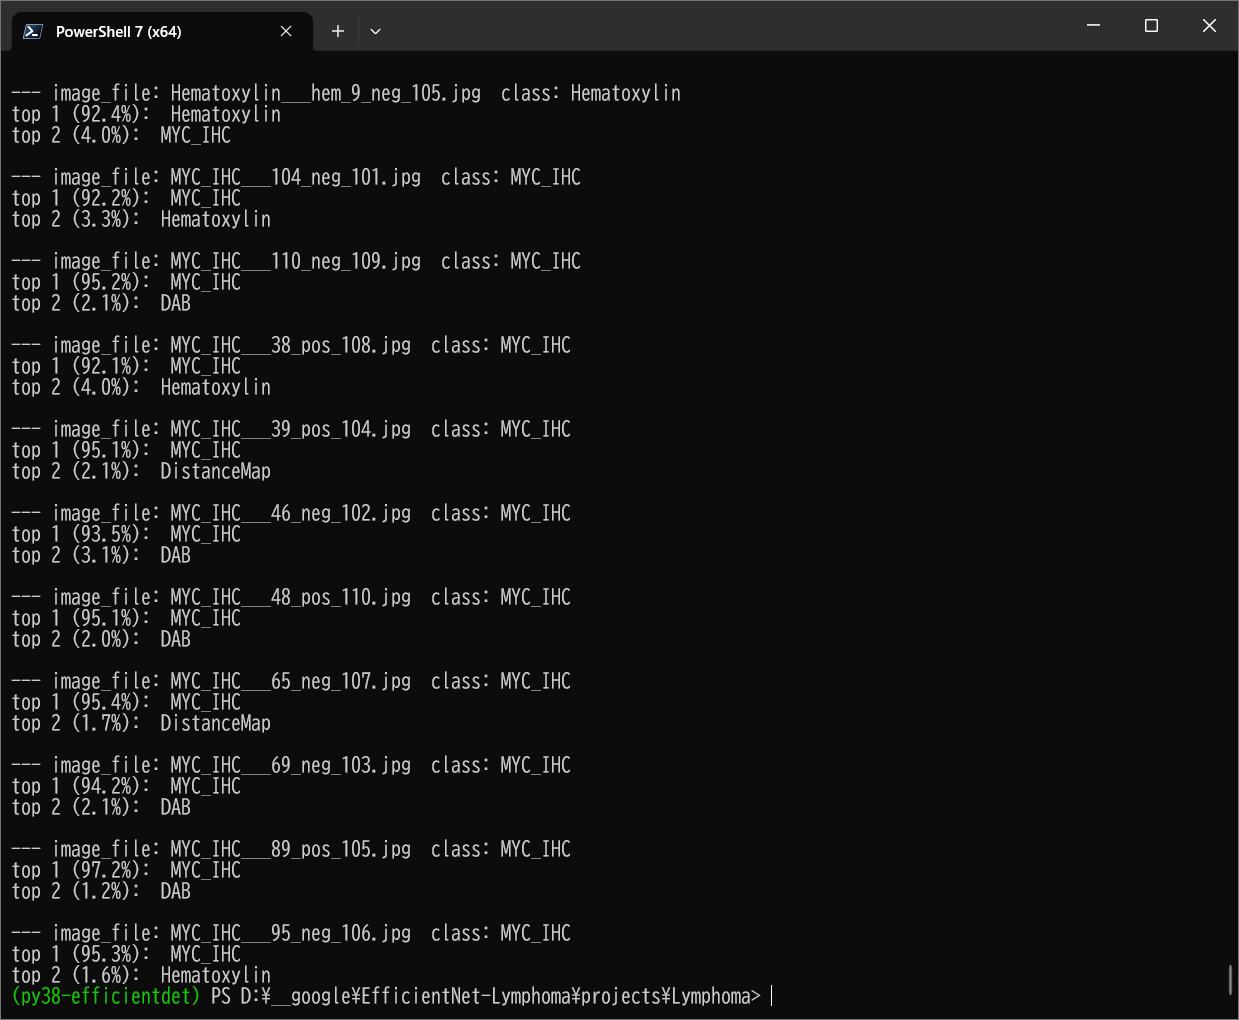 PowerShell 7 (x64)
--- image_file: Hematoxylin___hem_9_neg_105.jpg  class: Hematoxylin
top 1 (92.4%):  Hematoxylin
top 2 (4.0%):  MYC_IHC
--- image_file: MYC_IHC___104_neg_101.jpg  class: MYC_IHC
top 1 (92.2%):  MYC_IHC
top 2 (3.3%):  Hematoxylin
--- image_file: MYC_IHC___110_neg_109.jpg  class: MYC_IHC
top 1 (95.2%):  MYC_IHC
top 2 (2.1%):  DAB
--- image_file: MYC_IHC___38_pos_108.jpg  class: MYC_IHC
top 1 (92.1%):  MYC_IHC
top 2 (4.0%):  Hematoxylin
--- image_file: MYC_IHC___39_pos_104.jpg  class: MYC_IHC
top 1 (95.1%):  MYC_IHC
top 2 (2.1%):  DistanceMap
--- image_file: MYC_IHC___46_neg_102.jpg  class: MYC_IHC
top 1 (93.5%):  MYC_IHC
top 2 (3.1%):  DAB
--- image_file: MYC_IHC___48_pos_110.jpg  class: MYC_IHC
top 1 (95.1%):  MYC_IHC
top 2 (2.0%):  DAB
--- image_file: MYC_IHC___65_neg_107.jpg  class: MYC_IHC
top 1 (95.4%):  MYC_IHC
top 2 (1.7%):  DistanceMap
--- image_file: MYC_IHC___69_neg_103.jpg  class: MYC_IHC
top 1 (94.2%):  MYC_IHC
top 2 (2.1%):  DAB
--- image_file: MYC_IHC___89_pos_105.jpg  class: MYC_IHC
top 1 (97.2%):  MYC_IHC
top 2 (1.2%):  DAB
--- image_file: MYC_IHC___95_neg_106.jpg  class: MYC_IHC
top 1 (95.3%):  MYC_IHC
top 2 (1.6%):  Hematoxylin
(py38-efficientdet) PS D:¥__google¥EfficientNet-Lymphoma¥projects¥Lymphoma>